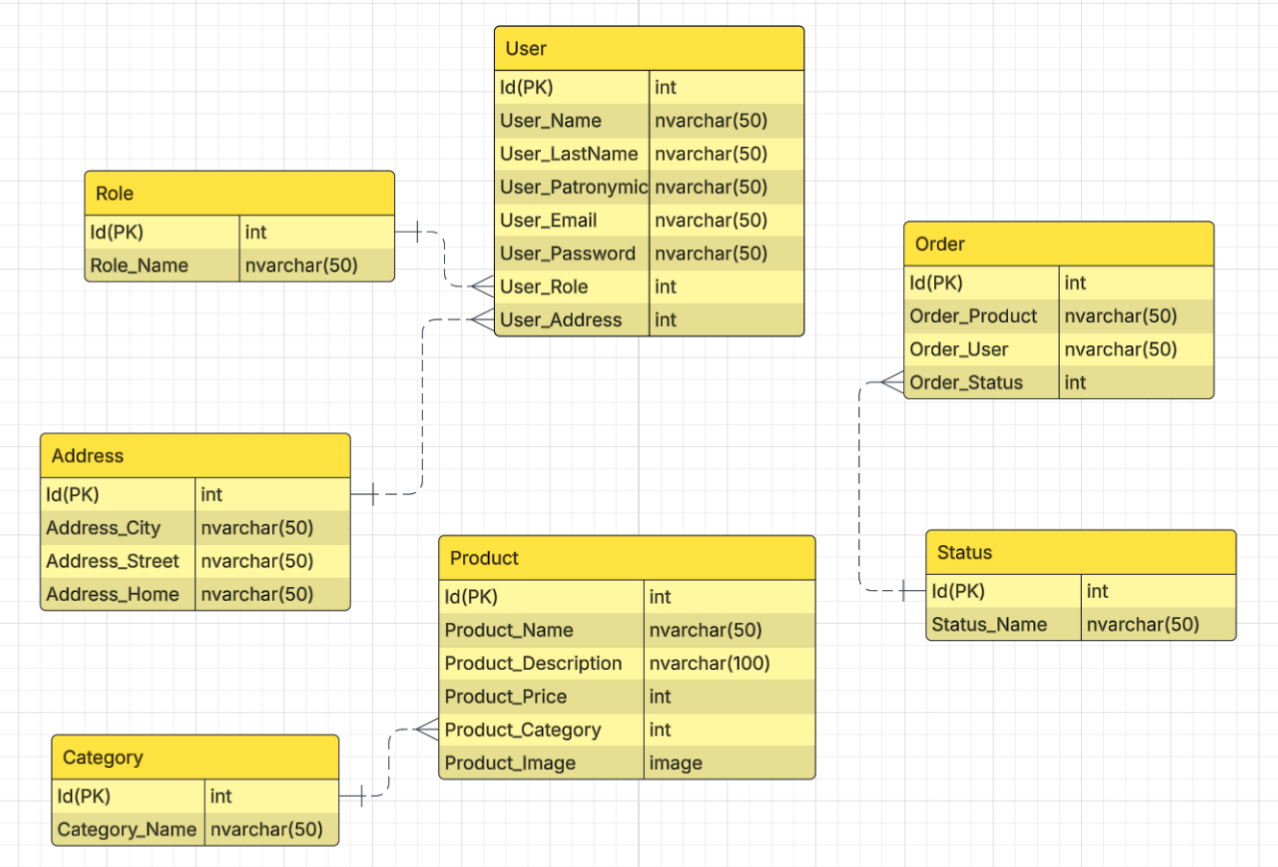 User
Id(PK) int
User_Name nvarchar(50)
User_LastName nvarchar(50)
User_Patronymic nvarchar(50)
User_Email nvarchar(50)
User_Password nvarchar(50)
User_Role int
User_Address int
Role
Id(PK) int
Role_Name nvarchar(50)
Order
Id(PK) int
Order_Product nvarchar(50)
Order_User nvarchar(50)
Order_Status int
Address
Id(PK) int
Address_City nvarchar(50)
Address_Street nvarchar(50)
Address_Home nvarchar(50)
Product
Id(PK) int
Product_Name nvarchar(50)
Product_Description nvarchar(100)
Product_Price int
Product_Category int
Product_Image image
Status
Id(PK) int
Status_Name nvarchar(50)
Category
Id(PK) int
Category_Name nvarchar(50)